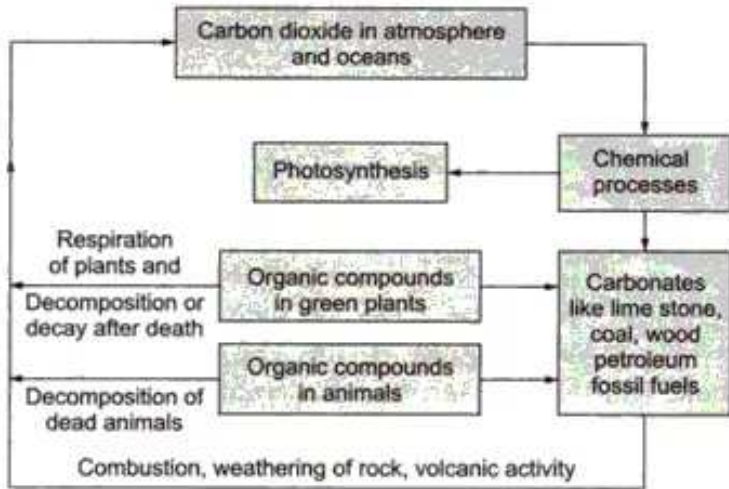 Carbon dioxide in atmosphere
and oceans
Photosynthesis
Chemical
processes
Respiration
of plants and
Decomposition or
decay after death
Organic compounds
in green plants
Carbonates
like lime stone,
coal, wood
petroleum
fossil fuels
Organic compounds
in animals
Decomposition of
dead animals
Combustion, weathering of rock, volcanic activity